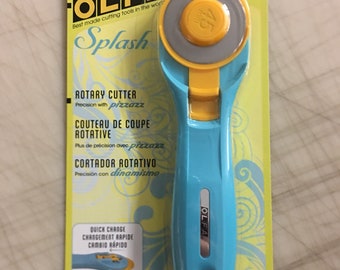 OLFA
Best made cutting tools in the world
Splash
45
ROTARY CUTTER
Precision with pizzazz
COUTEAU DE COUPE
ROTATIVE
Plus de précision avec pizzazz
CORTADOR ROTATIVO
Precisión con dinamismo
OLFA
QUICK CHANGE
CHANGEMENT RAPIDE
CAMBIO RÁPIDO